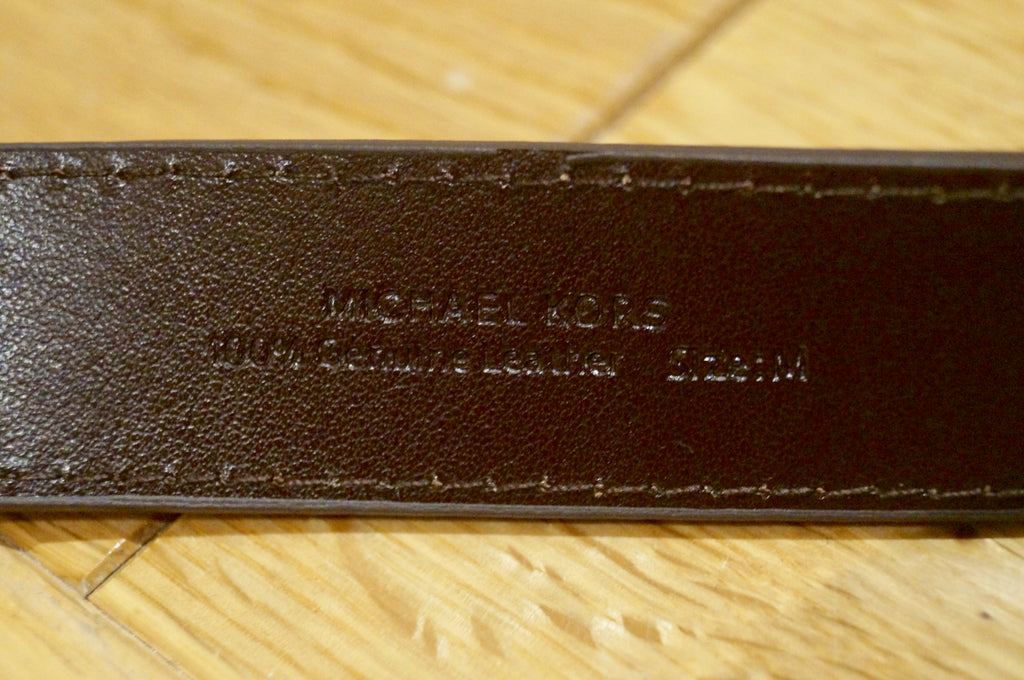 MICHAEL KORS
100% Genuine Leather Size: M